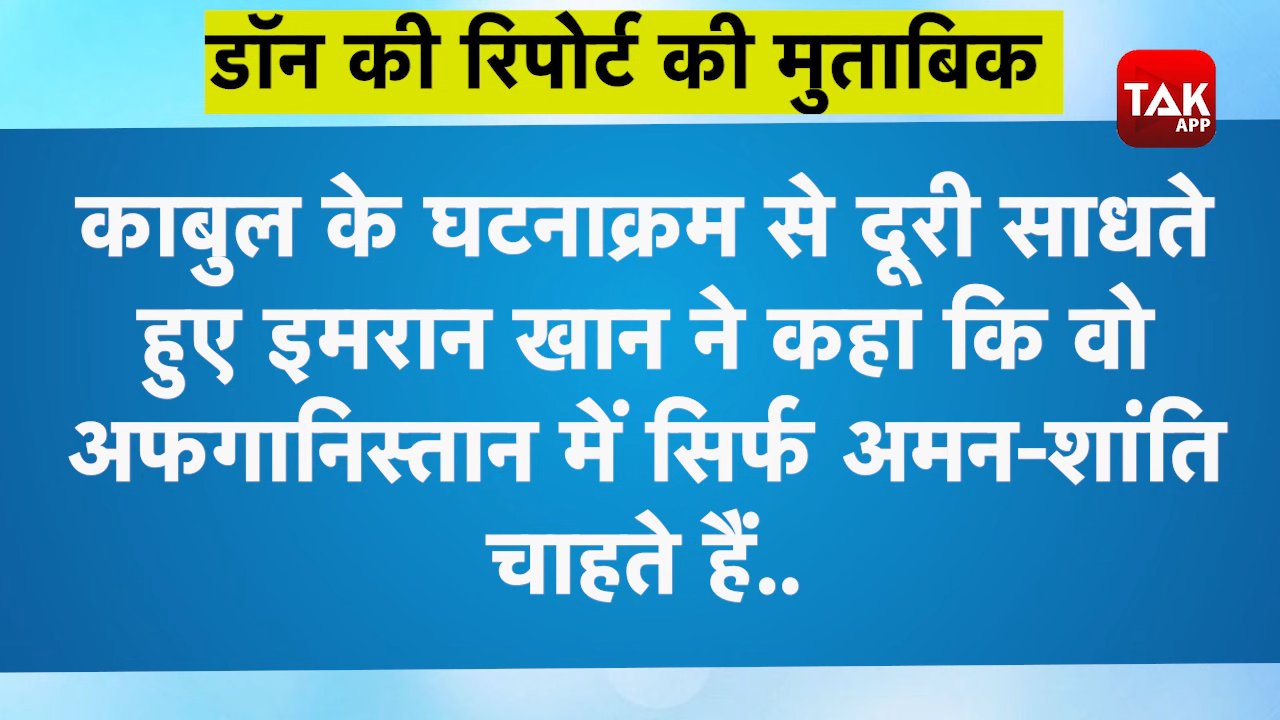 डॉन की रिपोर्ट की मुताबिक
TAK
APP
काबुल के घटनाक्रम से दूरी साधते
हुए इमरान खान ने कहा कि वो
अफगानिस्तान में सिर्फ अमन-शांति
चाहते हैं..